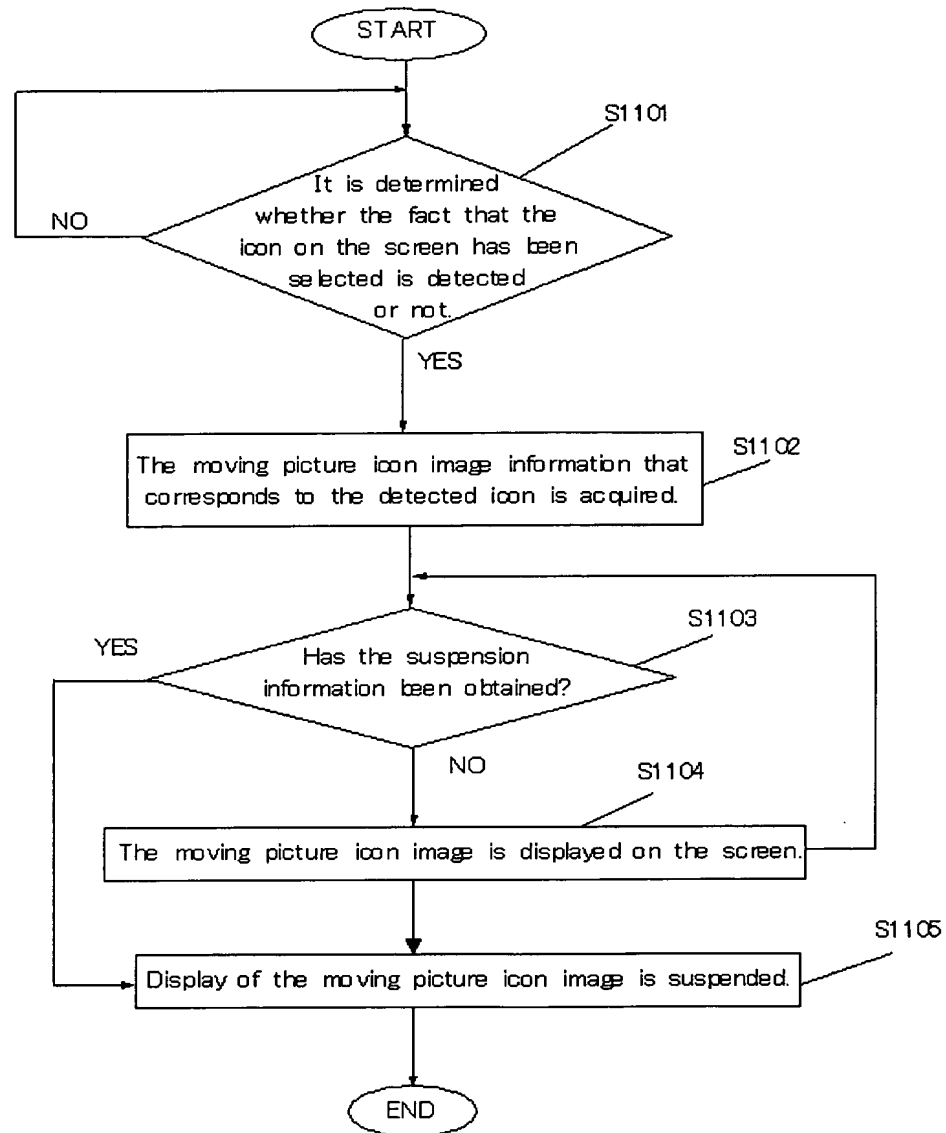 START
S1101
It is determined
whether the fact that the
icon on the screen has been
selected is detected
or not.
NO
YES
S1102
The moving picture icon image information that
corresponds to the detected icon is acquired.
S1103
YES
Has the suspension
information been obtained?
NO
S1104
The moving picture icon image is displayed on the screen.
S1105
Display of the moving picture icon image is suspended.
END